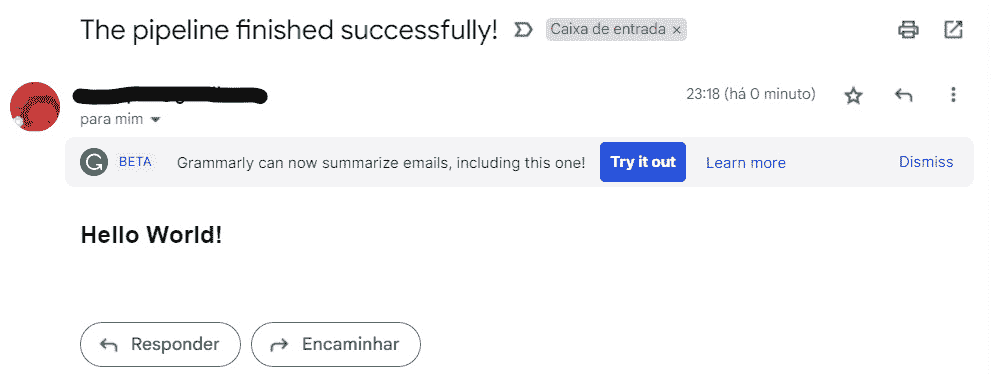 The pipeline finished successfully! Caixa de entrada ×
23:18 (há 0 minuto)
para mim
BETA Grammarly can now summarize emails, including this one! Try it out Learn more Dismiss
Hello World!
Responder Encaminhar